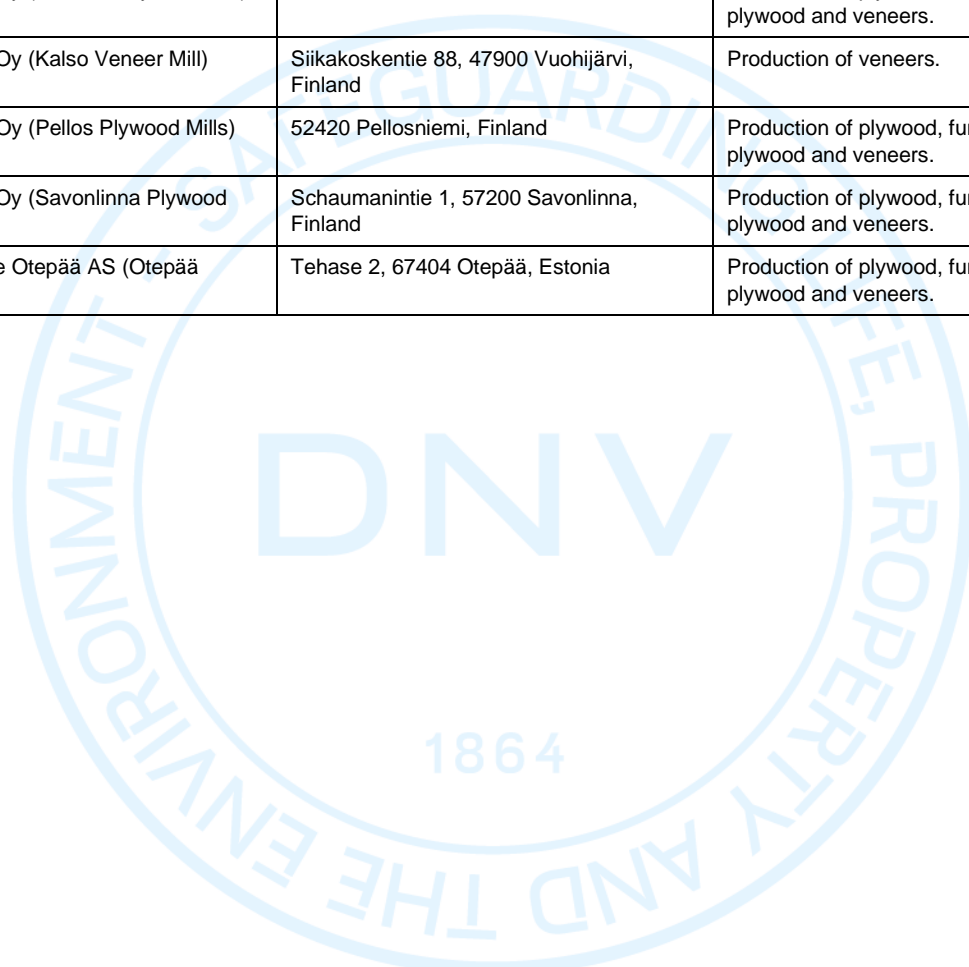 plywood and veneers.
Oy (Kalso Veneer Mill)
Siikakoskentie 88, 47900 Vuohijärvi,
Finland
Production of veneers.
Oy (Pellos Plywood Mills)
52420 Pellosniemi, Finland
Production of plywood, fur
plywood and veneers.
Oy (Savonlinna Plywood
Schaumanintie 1, 57200 Savonlinna,
Finland
Production of plywood, fur
plywood and veneers.
e Otepää AS (Otepää
Tehase 2, 67404 Otepää, Estonia
Production of plywood, fur
plywood and veneers.
SAFEGUARDING LIFE, PROPERTY AND THE ENVIRONMENT –
DNV
1864